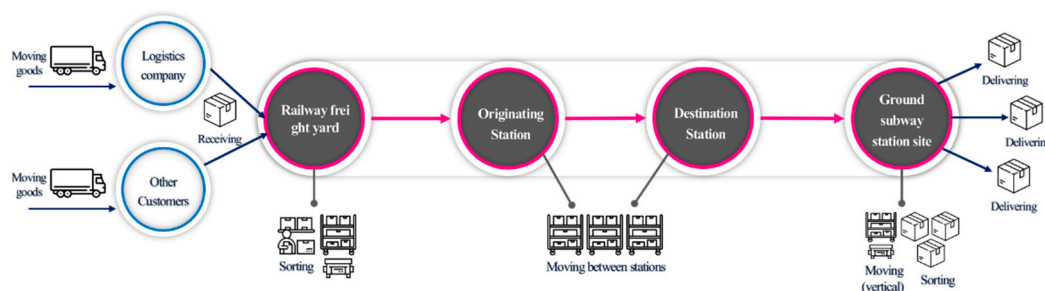 Moving
goods
Logistics
company
Receiving
Moving
goods
Other
Customers
Railway frei
ght yard
Sorting
Originating
Station
Destination
Station
Moving between stations
Ground
subway
station site
Moving
(vertical)
Sorting
Delivering
Deliverin
Delivering